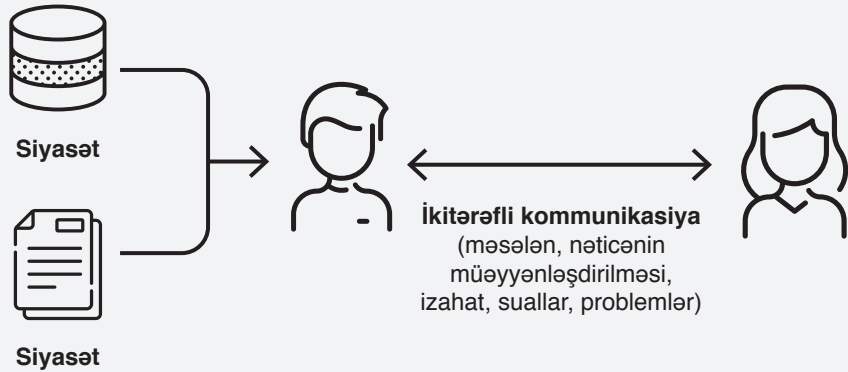 Siyasət
Siyasət
İkitərəfli kommunikasiya
(məsələn, nəticənin
müəyyənləşdirilməsi,
izahat, suallar, problemlər)